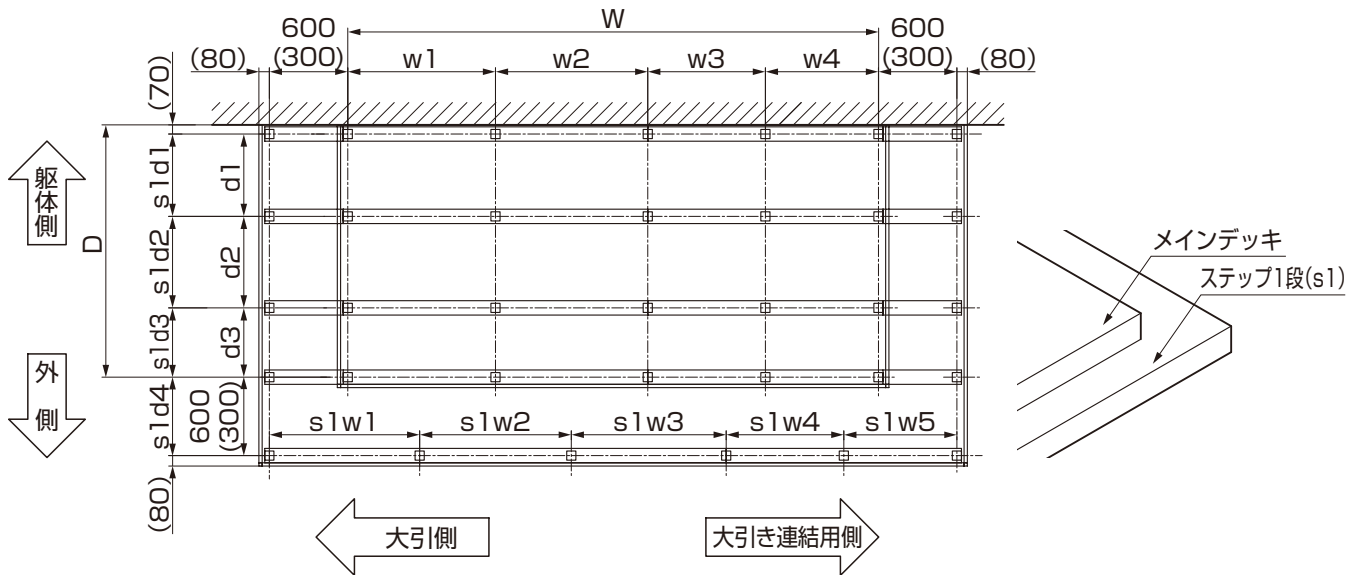 W
600
(300)
600
(300)
(80)
w1
w2
w3
w4
(80)
(70)
躯体側
外側
D
s1d1
s1d2
s1d3
s1d4
d1
d2
d3
600
(300)
(80)
s1w1
s1w2
s1w3
s1w4
s1w5
大引側
大引き連結用側
メインデッキ
ステップ1段(s1)